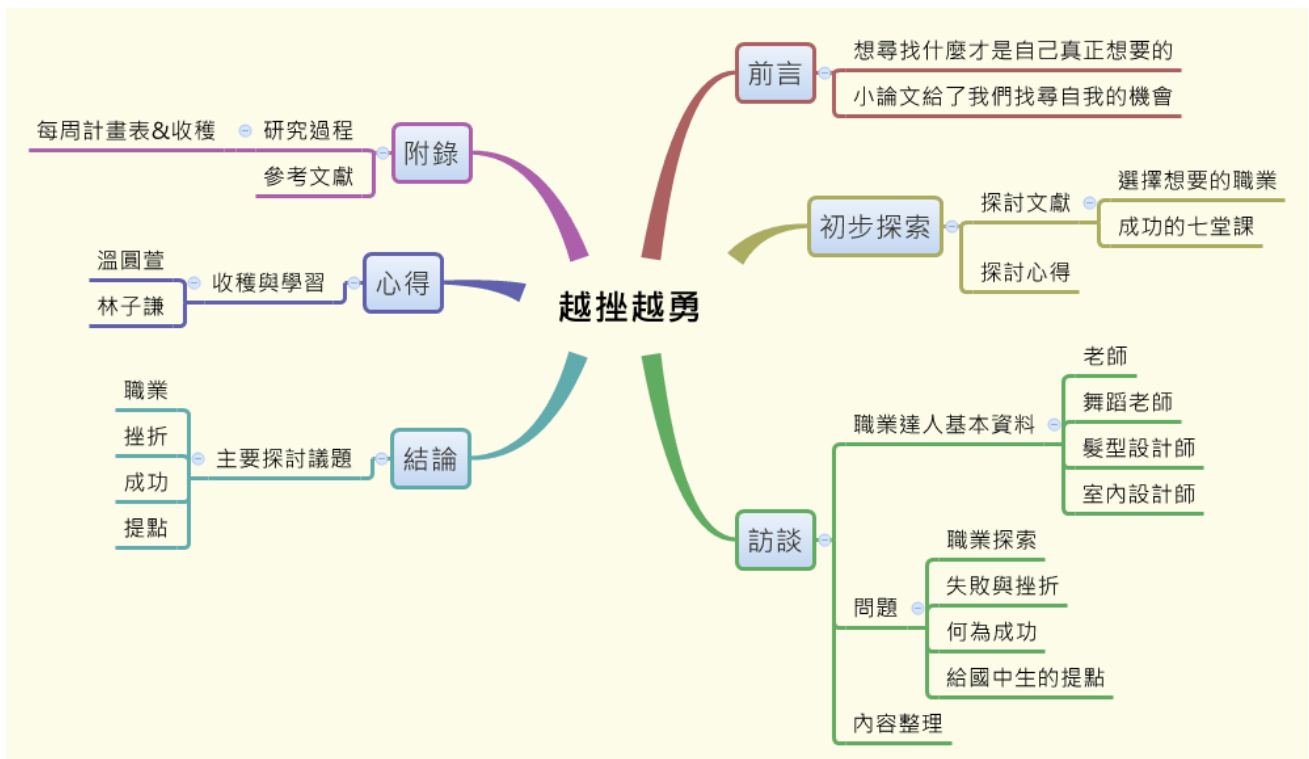 越挫越勇
前言
想尋找什麼才是自己真正想要的
小論文給了我們找尋自我的機會
初步探索
探討文獻
選擇想要的職業
成功的七堂課
探討心得
訪談
職業達人基本資料
老師
舞蹈老師
髮型設計師
室內設計師
問題
職業探索
失敗與挫折
何為成功
給國中生的提點
內容整理
結論
主要探討議題
職業
挫折
成功
提點
心得
收穫與學習
溫圓萱
林子謙
附錄
研究過程
每周計畫表&收穫
參考文獻